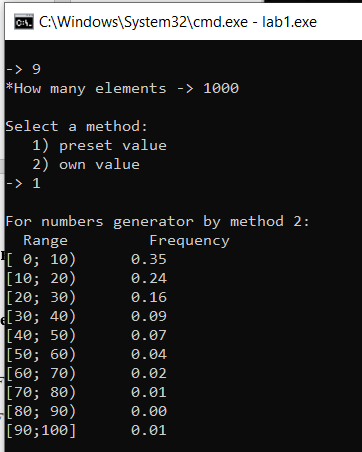 C:\Windows\System32\cmd.exe - lab1.exe
-> 9
*How many elements -> 1000
Select a method:
1) preset value
2) own value
-> 1
For numbers generator by method 2:
Range Frequency
[ 0; 10) 0.35
[10; 20) 0.24
[20; 30) 0.16
[30; 40) 0.09
[40; 50) 0.07
[50; 60) 0.04
[60; 70) 0.02
[70; 80) 0.01
[80; 90) 0.00
[90;100] 0.01